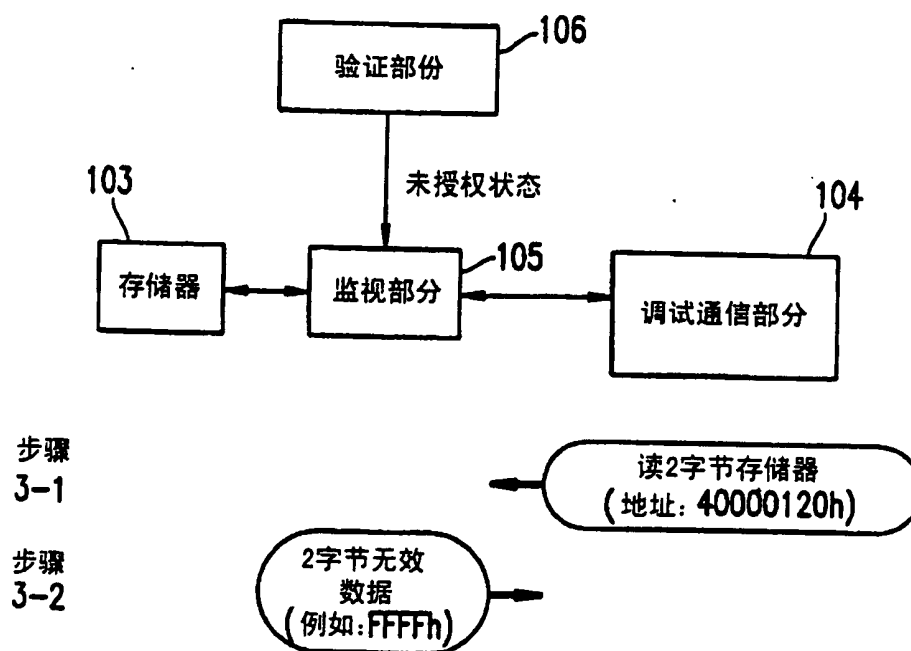 106
验证部份
未授权状态
103
存储器
105
监视部分
104
调试通信部分
步骤
3-1
读2字节存储器
(地址: 40000120h)
步骤
3-2
2字节无效
数据
(例如:FFFFh)